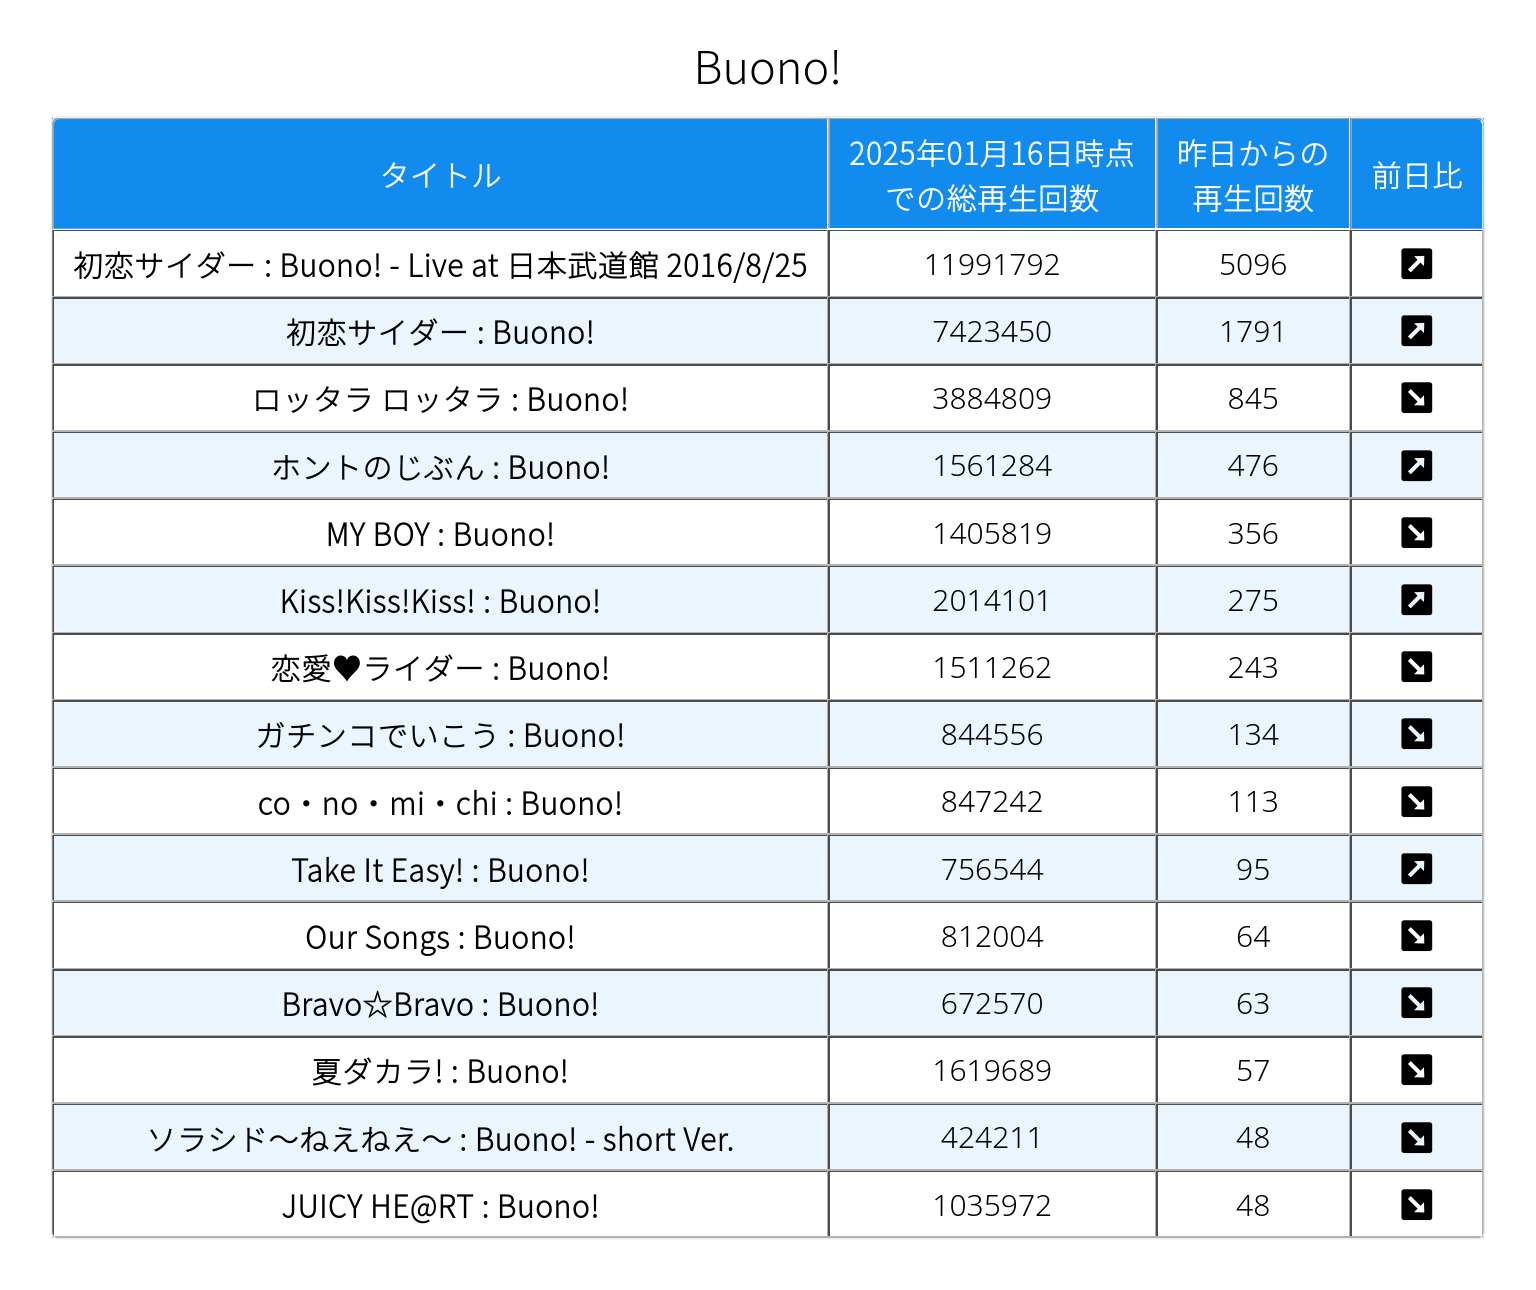 Buono!
タイトル 2025年01月16日時点 での総再生回数 昨日からの 再生回数 前日比
初恋サイダー : Buono! - Live at 日本武道館 2016/8/25 11991792 5096 ↗
初恋サイダー : Buono! 7423450 1791 ↗
ロッタラ ロッタラ : Buono! 3884809 845 ↘
ホントのじぶん : Buono! 1561284 476 ↗
MY BOY : Buono! 1405819 356 ↘
Kiss!Kiss!Kiss! : Buono! 2014101 275 ↗
恋愛♥ライダー : Buono! 1511262 243 ↘
ガチンコでいこう : Buono! 844556 134 ↘
co・no・mi・chi : Buono! 847242 113 ↘
Take It Easy! : Buono! 756544 95 ↗
Our Songs : Buono! 812004 64 ↘
Bravo☆Bravo : Buono! 672570 63 ↘
夏ダカラ! : Buono! 1619689 57 ↘
ソラシド〜ねえねえ〜 : Buono! - short Ver. 424211 48 ↘
JUICY HE@RT : Buono! 1035972 48 ↘